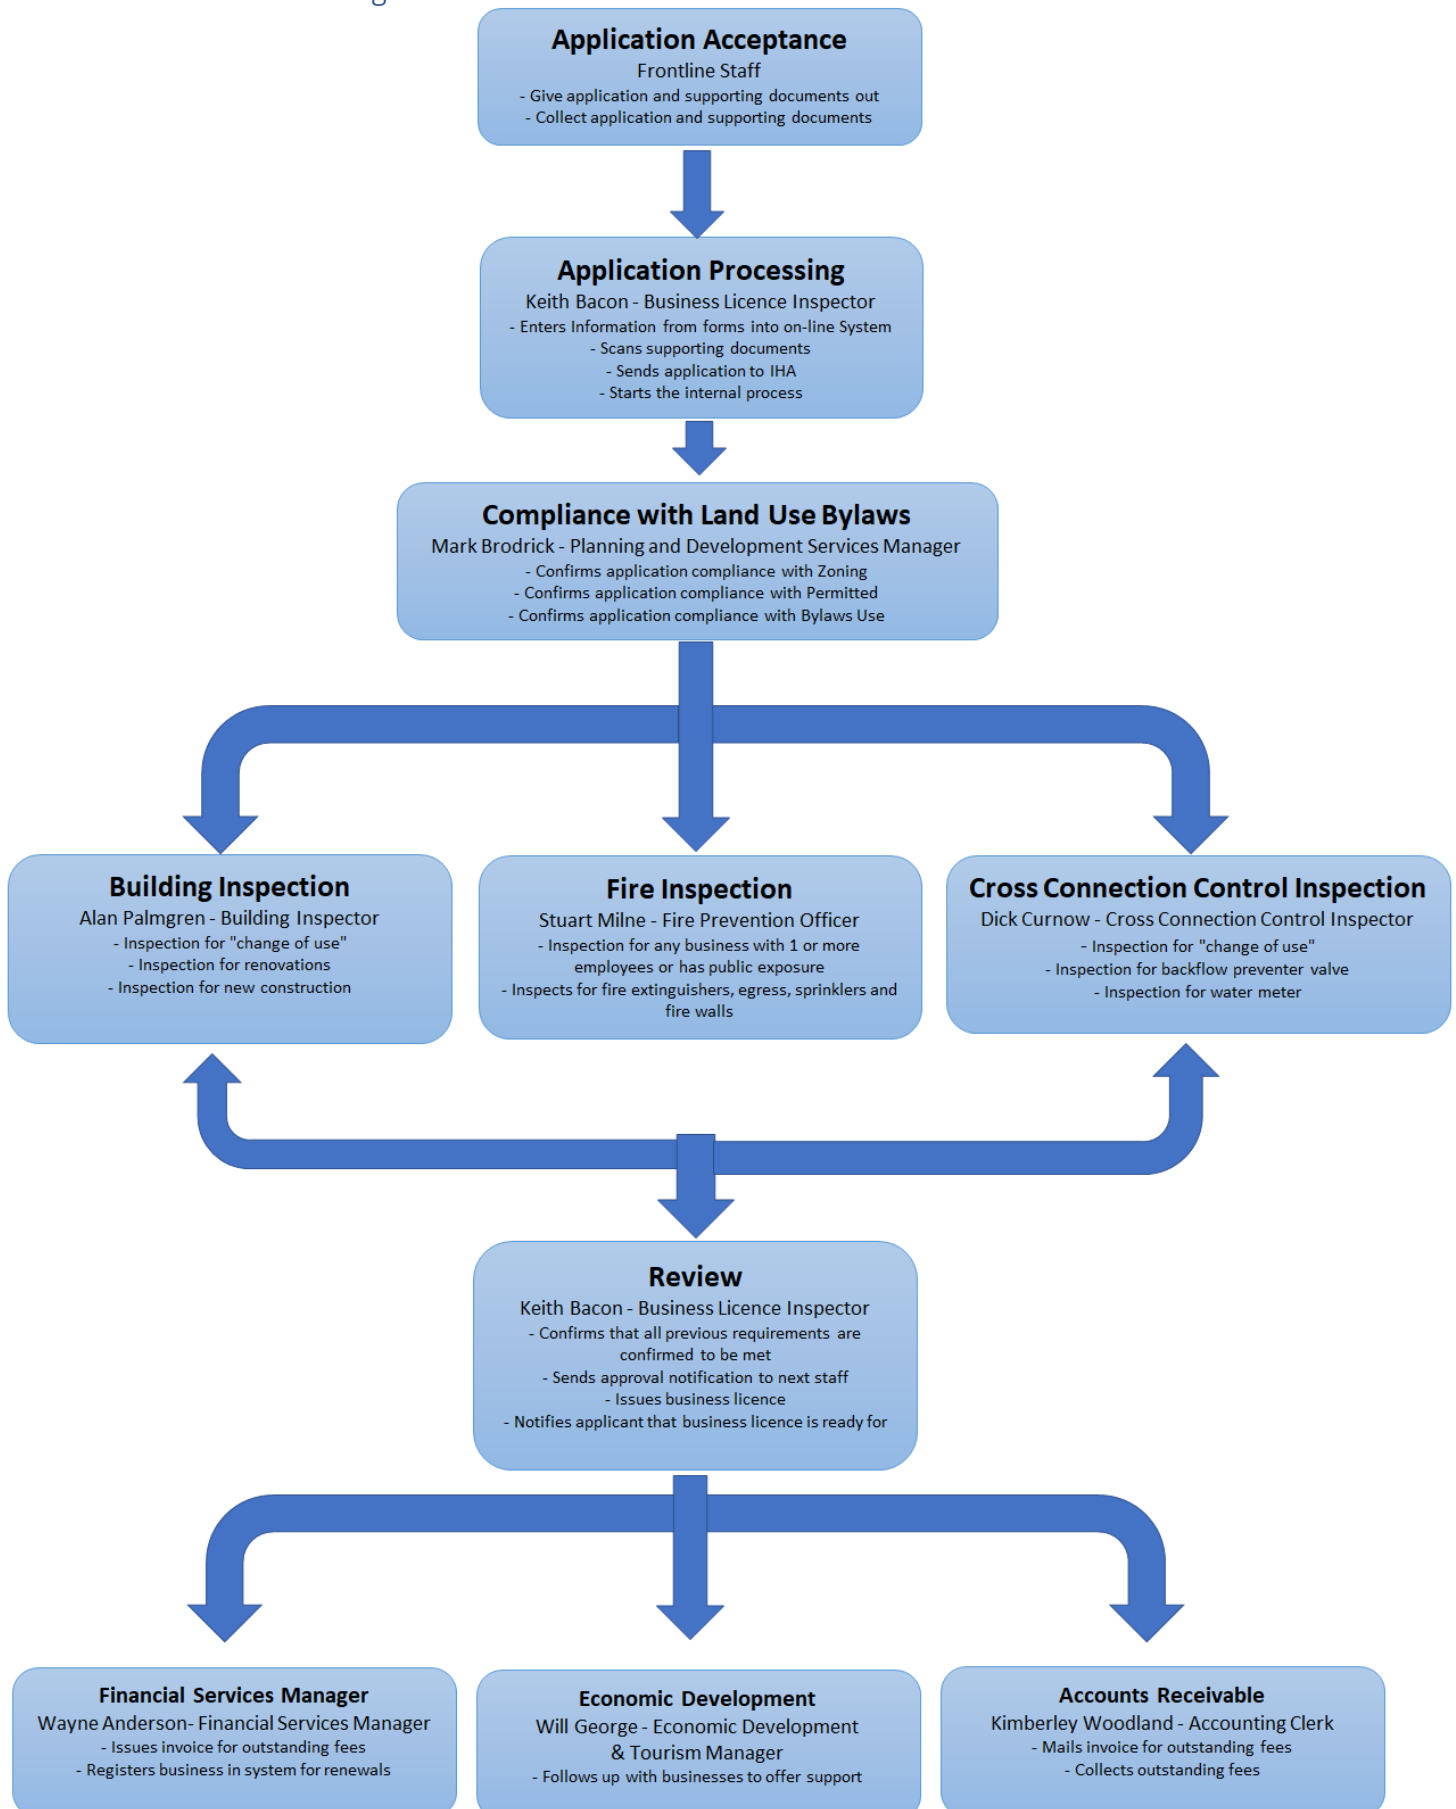 Application Acceptance
Frontline Staff
- Give application and supporting documents out
- Collect application and supporting documents
Application Processing
Keith Bacon - Business Licence Inspector
- Enters Information from forms into on-line System
- Scans supporting documents
- Sends application to IHA
- Starts the internal process
Compliance with Land Use Bylaws
Mark Brodrick - Planning and Development Services Manager
- Confirms application compliance with Zoning
- Confirms application compliance with Permitted
- Confirms application compliance with Bylaws Use
Building Inspection
Alan Palmgren - Building Inspector
- Inspection for "change of use"
- Inspection for renovations
- Inspection for new construction
Fire Inspection
Stuart Milne - Fire Prevention Officer
- Inspection for any business with 1 or more
employees or has public exposure
- Inspects for fire extinguishers, egress, sprinklers and
fire walls
Cross Connection Control Inspection
Dick Curnow - Cross Connection Control Inspector
- Inspection for "change of use"
- Inspection for backflow preventer valve
- Inspection for water meter
Review
Keith Bacon - Business Licence Inspector
- Confirms that all previous requirements are
confirmed to be met
- Sends approval notification to next staff
- Issues business licence
- Notifies applicant that business licence is ready for
Financial Services Manager
Wayne Anderson- Financial Services Manager
- Issues invoice for outstanding fees
- Registers business in system for renewals
Economic Development
Will George - Economic Development
& Tourism Manager
- Follows up with businesses to offer support
Accounts Receivable
Kimberley Woodland - Accounting Clerk
- Mails invoice for outstanding fees
- Collects outstanding fees